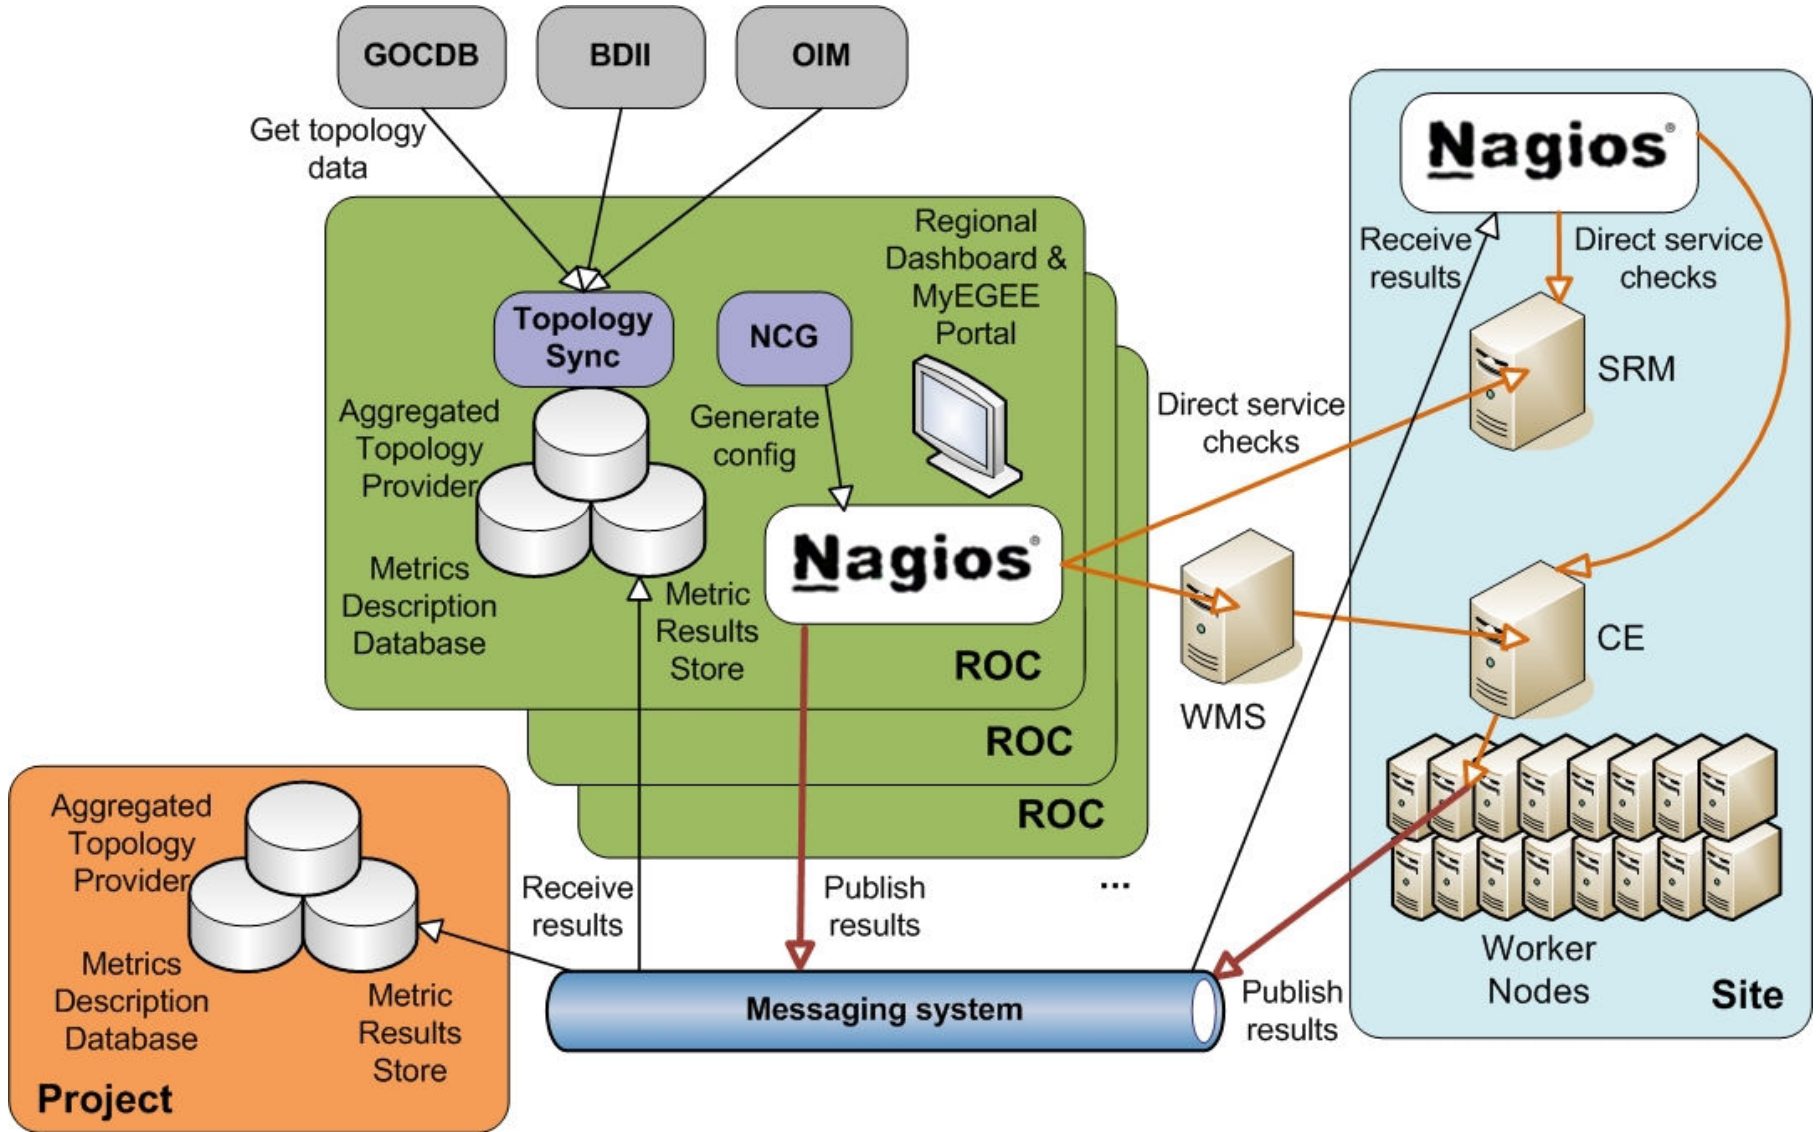 GOCDB
BDII
OIM
Get topology
data
Topology
Sync
NCG
Regional
Dashboard &
MyEGEE
Portal
Aggregated
Topology
Provider
Generate
config
Metrics
Description
Database
Metric
Results
Store
Nagios®
ROC
ROC
ROC
...
Direct service
checks
WMS
Nagios®
Receive
results
Direct service
checks
SRM
CE
Worker
Nodes
Site
Aggregated
Topology
Provider
Metrics
Description
Database
Metric
Results
Store
Project
Receive
results
Publish
results
Messaging system
Publish
results